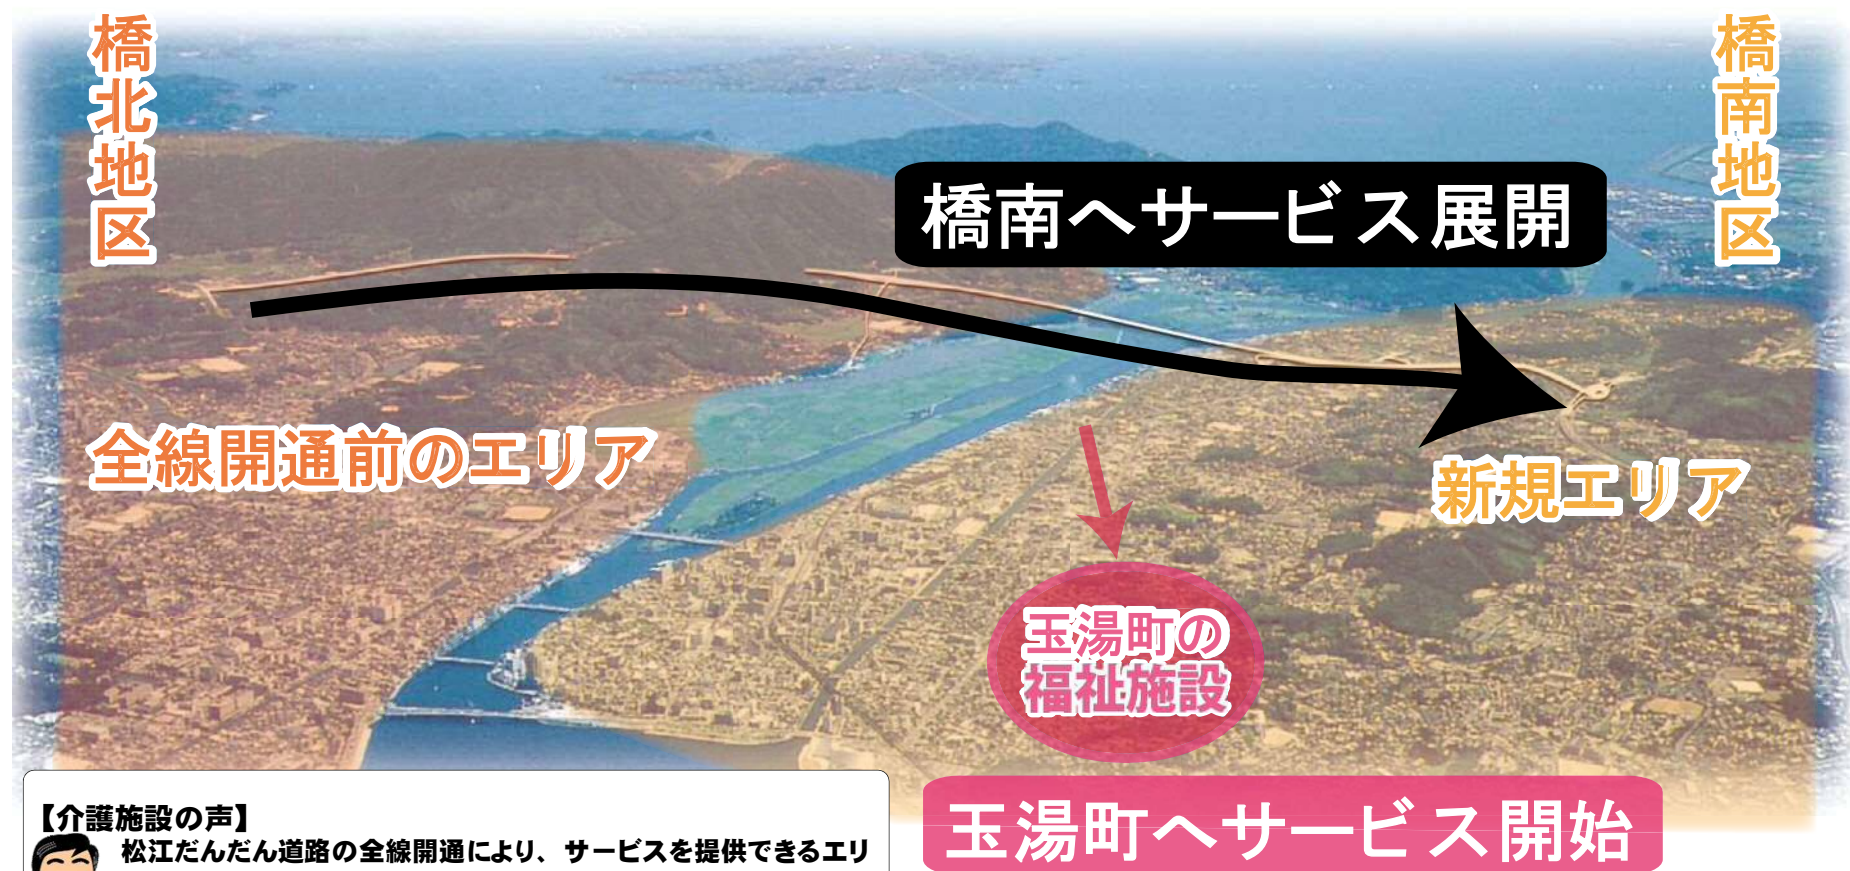 橋北地区
橋南地区
橋南へサービス展開
全線開通前のエリア
新規エリア
玉湯町の
福祉施設
玉湯町へサービス開始
【介護施設の声】
松江だんだん道路の全線開通により、サービスを提供できるエリ